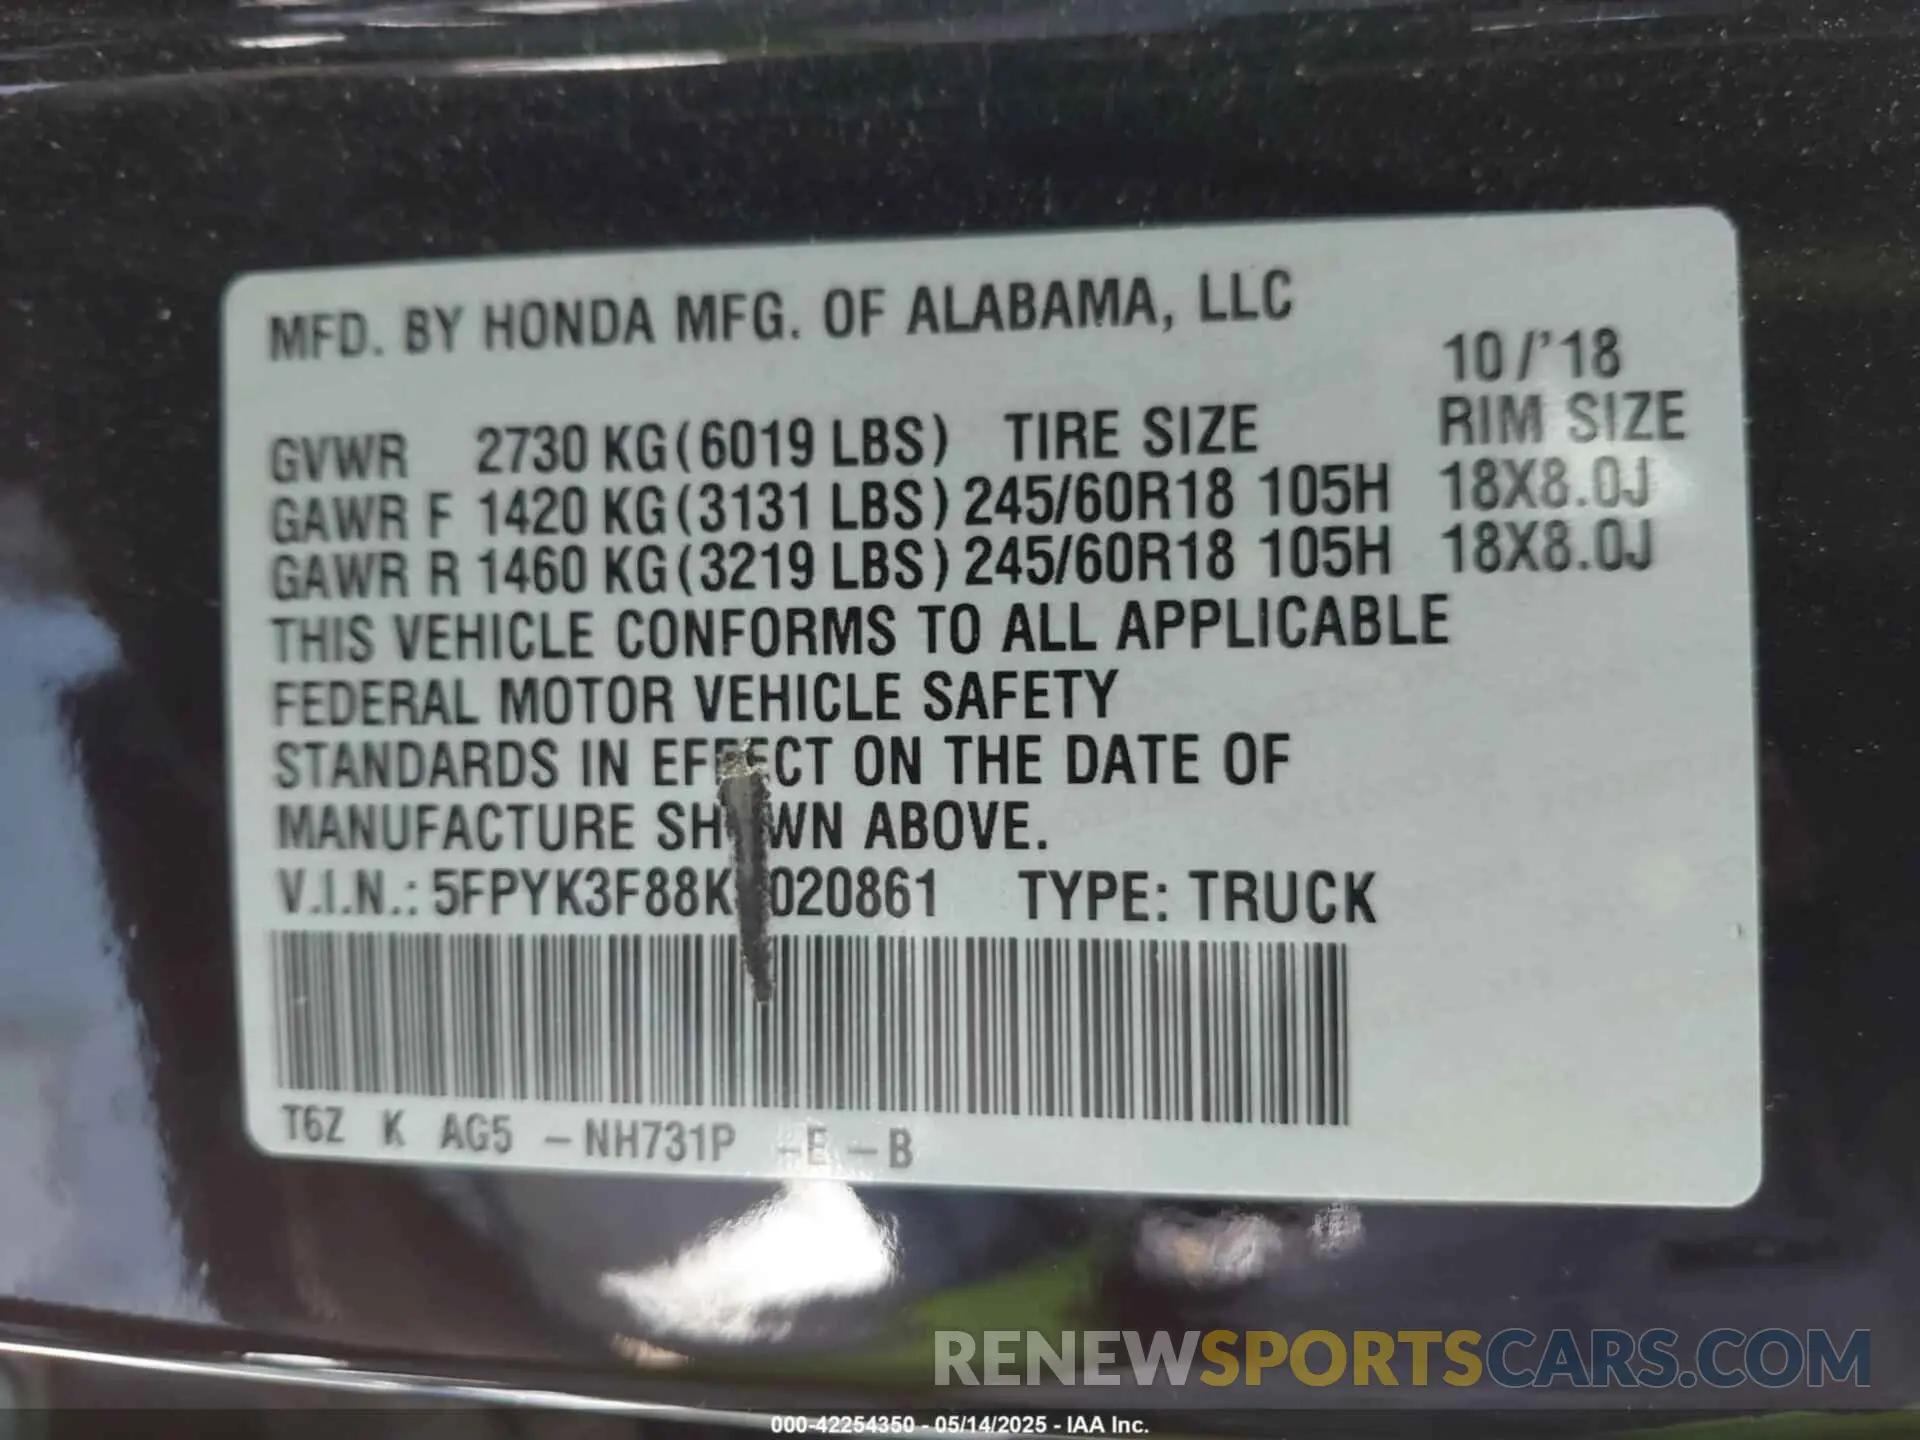 MFD. BY HONDA MFG. OF ALABAMA, LLC
10/'18
GVWR 2730 KG (6019 LBS) TIRE SIZE RIM SIZE
GAWR F 1420 KG (3131 LBS) 245/60R18 105H 18X8.0J
GAWR R 1460 KG (3219 LBS) 245/60R18 105H 18X8.0J
THIS VEHICLE CONFORMS TO ALL APPLICABLE
FEDERAL MOTOR VEHICLE SAFETY
STANDARDS IN EFFECT ON THE DATE OF
MANUFACTURE SHOWN ABOVE.
V.I.N.: TYPE: TRUCK
T6Z K AG5 -NH731P -E -B
RENEWSPORTSCARS.COM
000-42254350 - 05/14/2025 - IAA Inc.